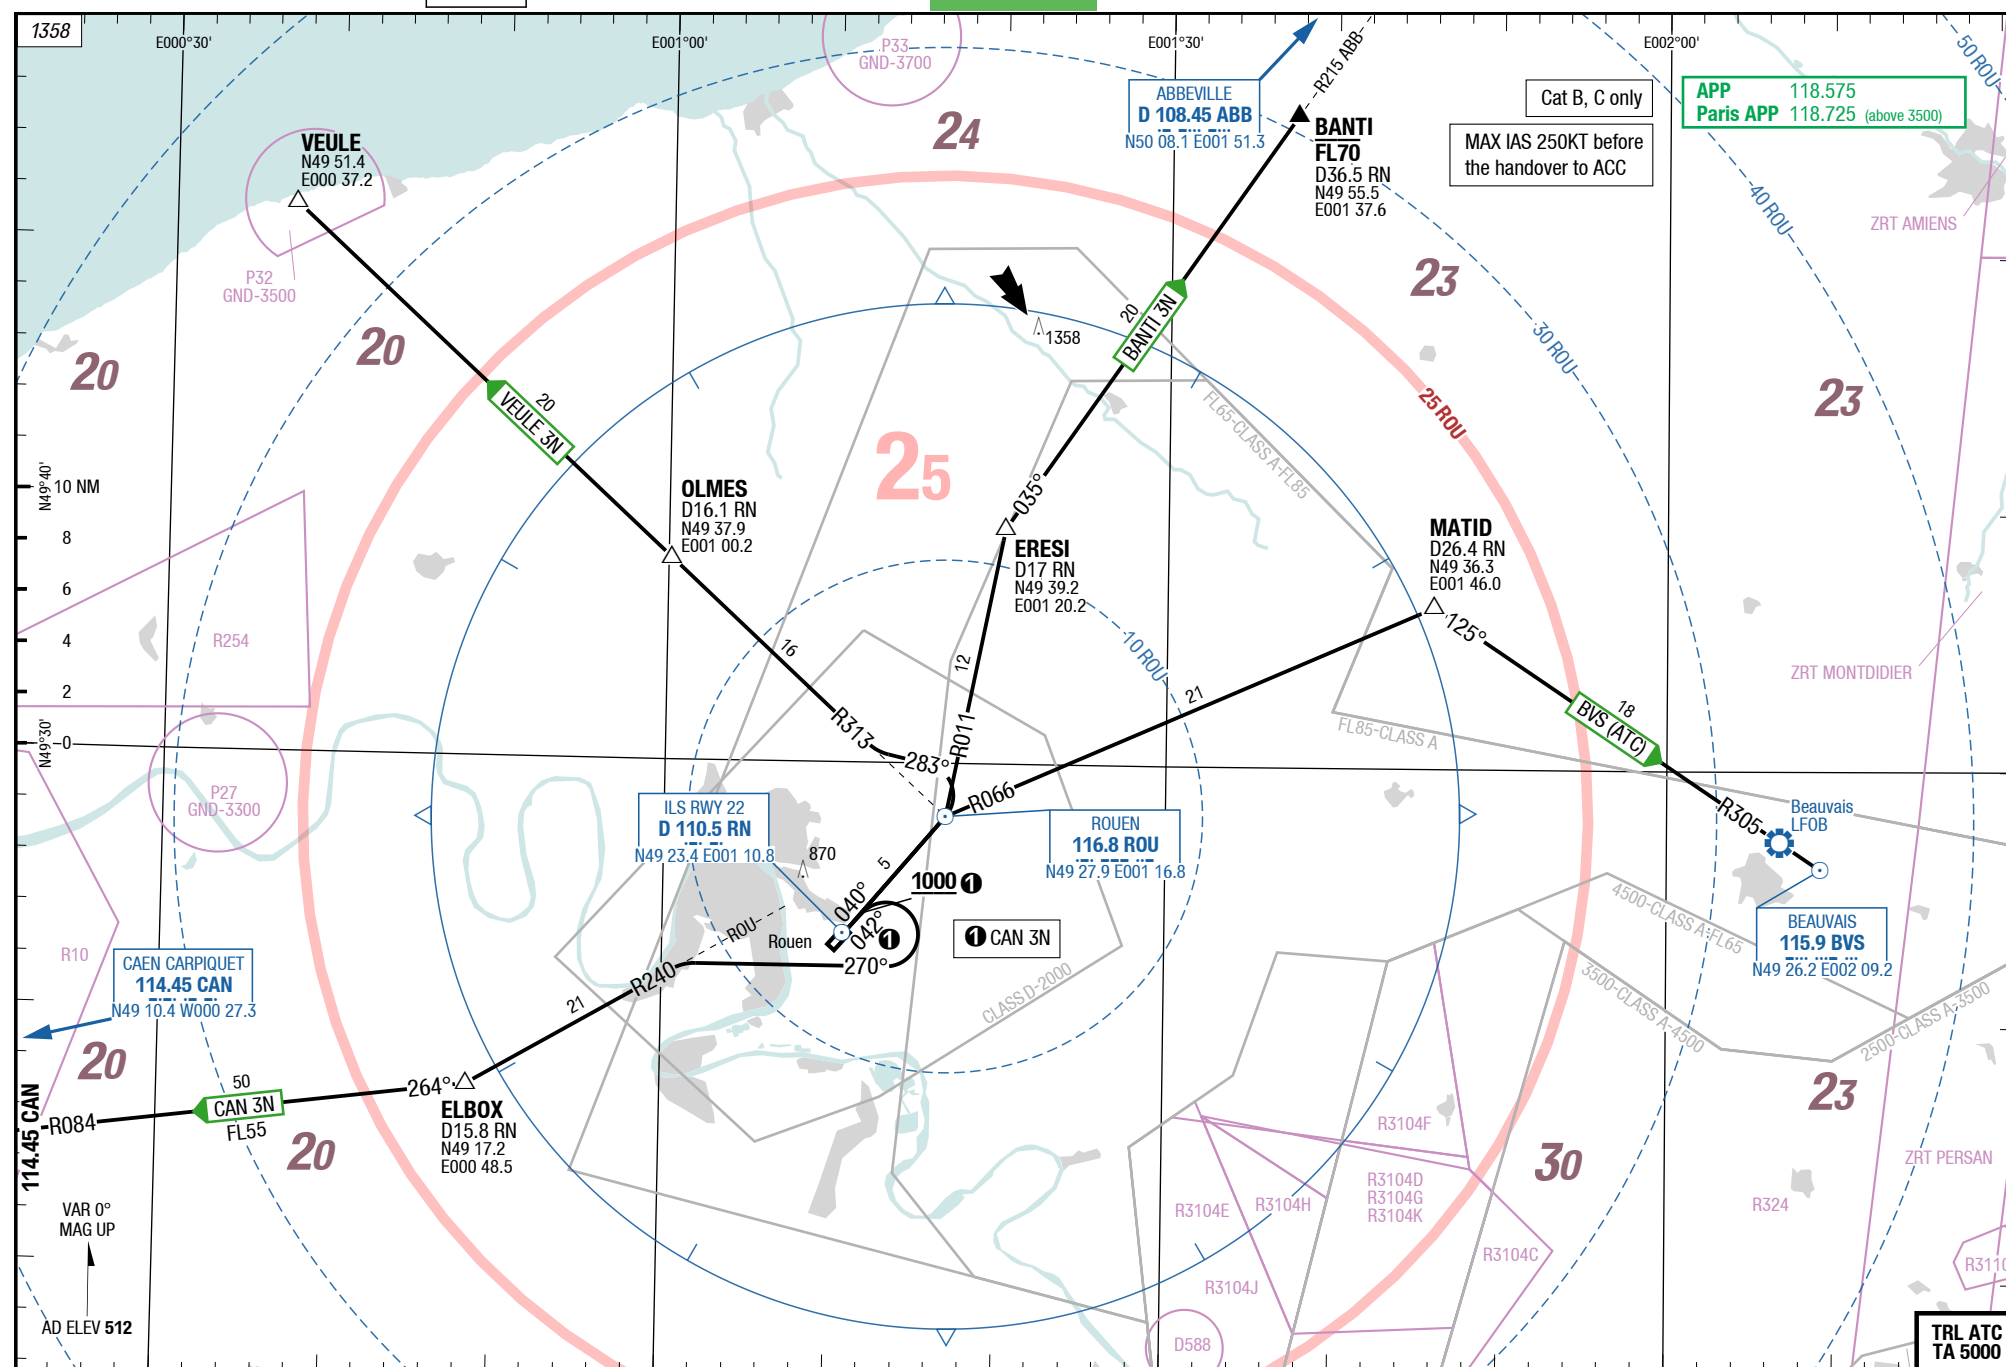 1358
E000°30'
E001°00'
E001°30'
E002°00'
P33
GND-3700
24
R215 ABB
50 ROU
ABBEVILLE
D 108.45 ABB
N50 08.1 E001 51.3
BANTI
FL70
D36.5 RN
N49 55.5
E001 37.6
Cat B, C only
MAX IAS 250KT before
the handover to ACC
APP 118.575
Paris APP 118.725 (above 3500)
VEULE
N49 51.4
E000 37.2
P32
GND-3500
40 ROU
ZRT AMIENS
23
20
20
20
BANTI 3N
1358
30 ROU
23
20
VEULE 3N
25 ROU
FL65-CLASS A-FL85
25
N49°40'
10 NM
8
6
4
2
0
N49°30'
OLMES
D16.1 RN
N49 37.9
E001 00.2
035°
ERESI
D17 RN
N49 39.2
E001 20.2
MATID
D26.4 RN
N49 36.3
E001 46.0
125°
R254
16
12
10 ROU
21
ZRT MONTDIDIER
18
BVS (ATC)
FL85-CLASS A
R313
283°
R011
R066
R305
P27
GND-3300
ILS RWY 22
D 110.5 RN
N49 23.4 E001 10.8
ROUEN
116.8 ROU
N49 27.9 E001 16.8
Beauvais
LFOB
870
5
1000 1
040°
042°
1
1 CAN 3N
ROU
Rouen
270°
4500-CLASS A-FL65
BEAUVAIS
115.9 BVS
N49 26.2 E002 09.2
R10
CAEN CARPIQUET
114.45 CAN
N49 10.4 W000 27.3
R240
21
CLASS D-2000
3500-CLASS A-4500
2500-CLASS A-3500
20
50
CAN 3N
FL55
264°
R084
114.45 CAN
20
ELBOX
D15.8 RN
N49 17.2
E000 48.5
23
R3104F
30
ZRT PERSAN
R3104D
R3104G
R3104K
R3104E
R3104H
R324
R3104C
R3104J
R3110
D588
VAR 0°
MAG UP
AD ELEV 512
TRL ATC
TA 5000